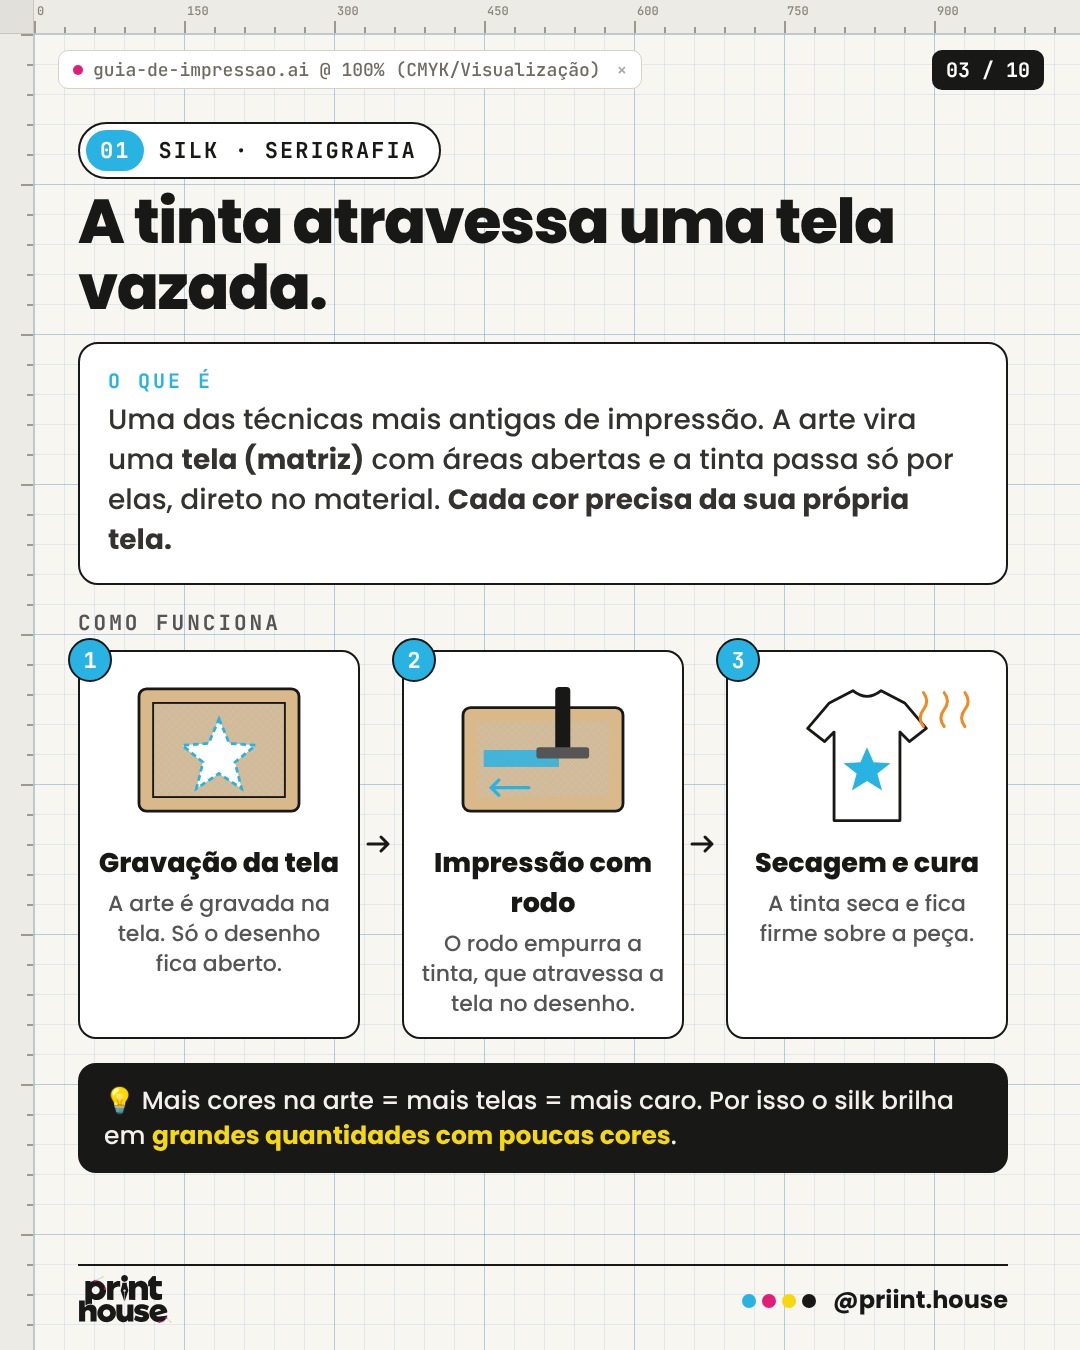 0 150 300 450 600 750 900
guia-de-impressao.ai @ 100% (CMYK/Visualização) ×
03 / 10
01 SILK · SERIGRAFIA
A tinta atravessa uma tela
vazada.
O QUE É
Uma das técnicas mais antigas de impressão. A arte vira
uma tela (matriz) com áreas abertas e a tinta passa só por
elas, direto no material. Cada cor precisa da sua própria
tela.
COMO FUNCIONA
1
Gravação da tela
A arte é gravada na
tela. Só o desenho
fica aberto.
→
2
Impressão com
rodo
O rodo empurra a
tinta, que atravessa a
tela no desenho.
→
3
Secagem e cura
A tinta seca e fica
firme sobre a peça.
💡 Mais cores na arte = mais telas = mais caro. Por isso o silk brilha
em grandes quantidades com poucas cores.
print
house
@priint.house